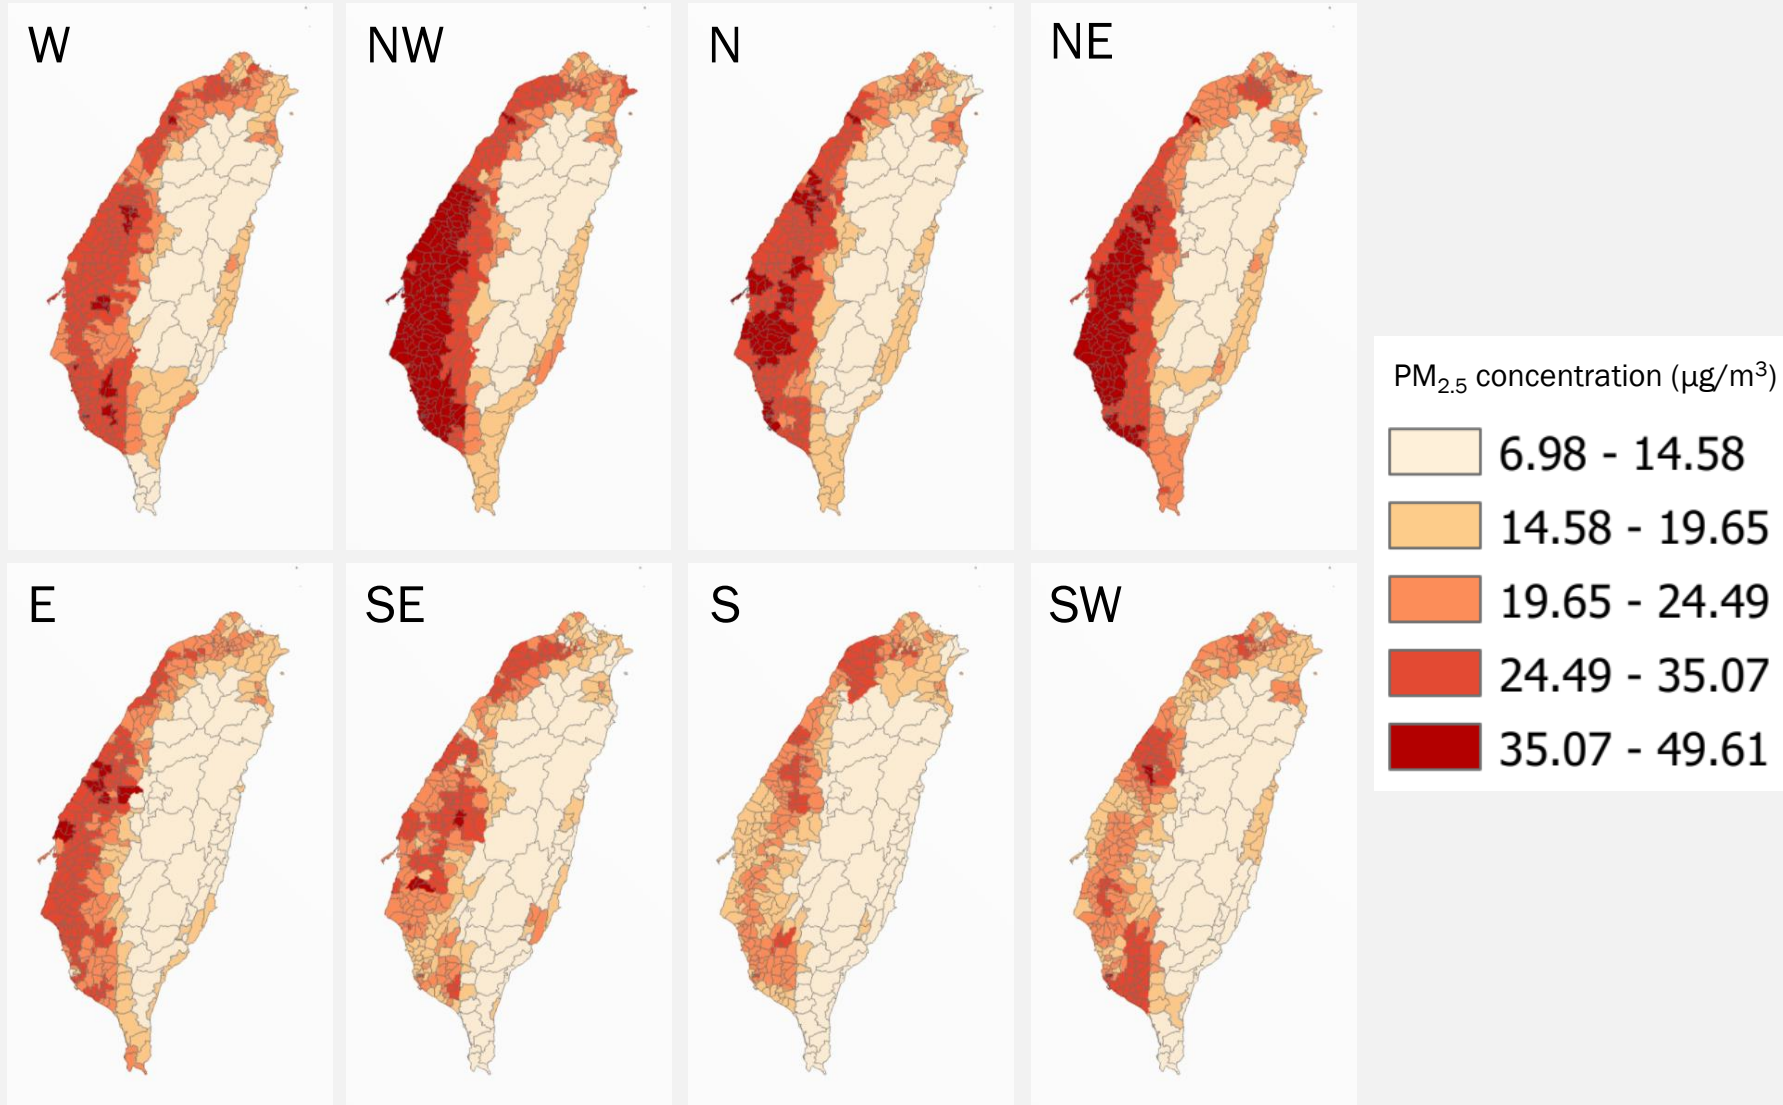 W
NW
N
NE
E
SE
S
SW
PM2.5 concentration (µg/m³)
6.98 - 14.58
14.58 - 19.65
19.65 - 24.49
24.49 - 35.07
35.07 - 49.61